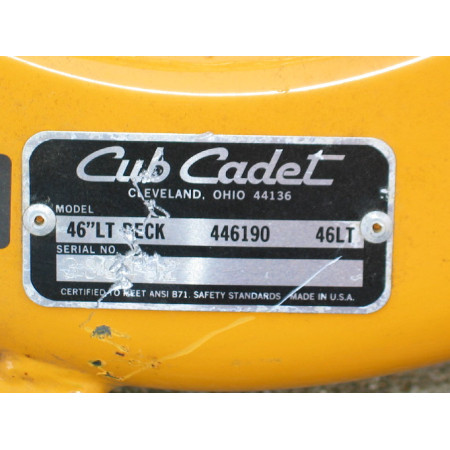 Cub Cadet
CLEVELAND, OHIO 44136
MODEL
46"LT DECK 446190 46LT
SERIAL NO.
CERTIFIED TO MEET ANSI B71. SAFETY STANDARDS MADE IN U.S.A.